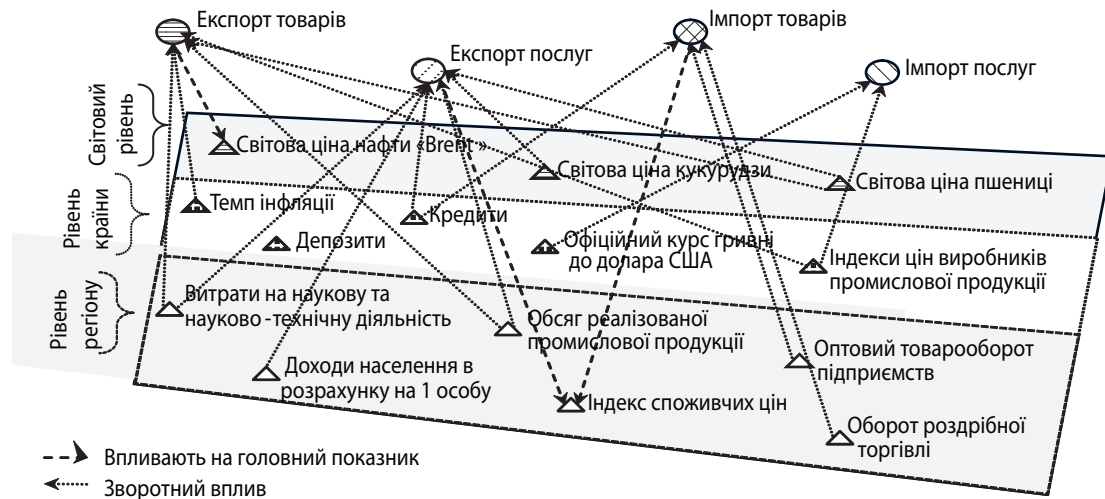 Експорт товарів
Імпорт товарів
Експорт послуг
Імпорт послуг
Світовий
рівень
Світова ціна нафти «Brent »
Світова ціна кукурудзи
Світова ціна пшениці
Рівень
країни
Темп інфляції
Кредити
Депозити
Офіційний курс гривні
до долара США
Індекси цін виробників
промислової продукції
Рівень
регіону
Витрати на наукову та
науково -технічну діяльність
Обсяг реалізованої
промислової продукції
Оптовий товарооборот
підприємств
Доходи населення в
розрахунку на 1 особу
Індекс споживчих цін
Оборот роздрібної
торгівлі
Впливають на головний показник
Зворотний вплив